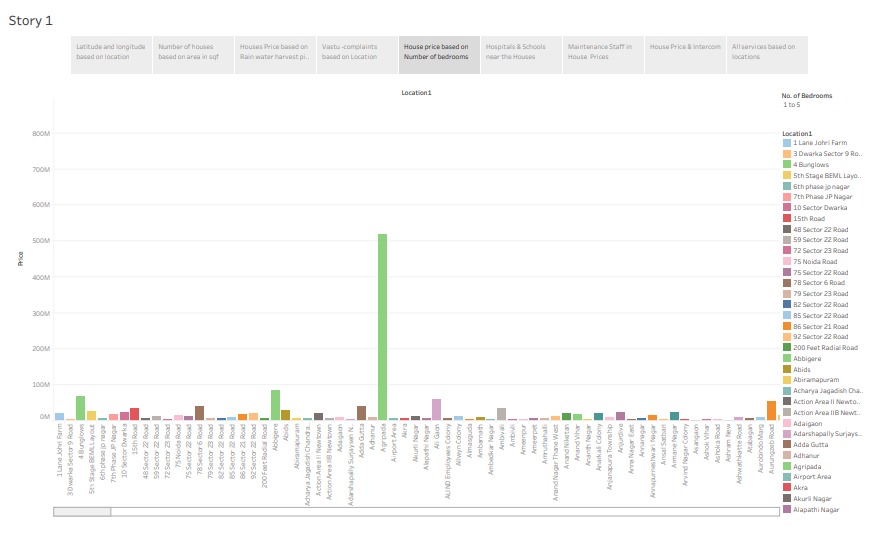 Story 1
Latitude and longitude
based on location
Number of houses
based on area in sqf
Houses Price based on
Rain water harvest pi..
Vastu -complaints
based on Location
House price based on
Number of bedrooms
Hospitals & Schools
near the Houses
Maintenance Staff in
House Prices
House Price & Intercom
All services based on
locations
Location1
No. of Bedrooms
1 to 5
Price
800M
700M
600M
500M
400M
300M
200M
100M
0M
1 Lane Johri Farm
3 Dwarka Sector 9 Road
4 Bunglows
5th Stage BEML Layout
6th phase jp nagar
7th Phase JP Nagar
10 Sector Dwarka
15th Road
48 Sector 22 Road
59 Sector 22 Road
72 Sector 23 Road
75 Noida Road
75 Sector 22 Road
78 Sector 6 Road
79 Sector 23 Road
82 Sector 22 Road
85 Sector 22 Road
86 Sector 21 Road
92 Sector 22 Road
200 Feet Radial Road
Abbigere
Abids
Abiramapuram
Acharya Jagadish Chandra..
Action Area II Newtown
Action Area IIB Newtown
Adaigaon
Adarshapally Surjayen N..
Adda Gutta
Adhanur
Agripada
Airport Area
Akra
Akurli Nagar
Alapathi Nagar
Ali Gaon
ALIND Employees Colony
Allwyn Colony
Almasguda
Ambarnath
Ambedkar Nagar
Ambivali
Ambuli
Ameenpur
Ameerpet
Aminuthahalli
Anand Nagar Thane West
Anand Niketan
Anand Vihar
Ananth Nagar
Anakali Colony
Anjanapura Township
Anjurdive
Anna Nagar East
Annanagar
Annapurneshwari Nagar
Ansal Satbari
Anmane Nagar
Arvind Nagar Colony
Asangaon
Ashok Vihar
Ashoka Road
Ashram View
Ashwathkatte Road
Atabagan
Aurobindo Marg
Aurungabad Road
Location1
1 Lane Johri Farm
3 Dwarka Sector 9 Ro..
4 Bunglows
5th Stage BEML Layo..
6th phase jp nagar
7th Phase JP Nagar
10 Sector Dwarka
15th Road
48 Sector 22 Road
59 Sector 22 Road
72 Sector 23 Road
75 Noida Road
75 Sector 22 Road
78 Sector 6 Road
79 Sector 23 Road
82 Sector 22 Road
85 Sector 22 Road
86 Sector 21 Road
92 Sector 22 Road
200 Feet Radial Road
Abbigere
Abids
Abiramapuram
Acharya Jagadish Cha..
Action Area II Newto..
Action Area IIB Newt..
Adaigaon
Adarshapally Surjays..
Adda Gutta
Adhanur
Agripada
Airport Area
Akra
Akurli Nagar
Alapathi Nagar